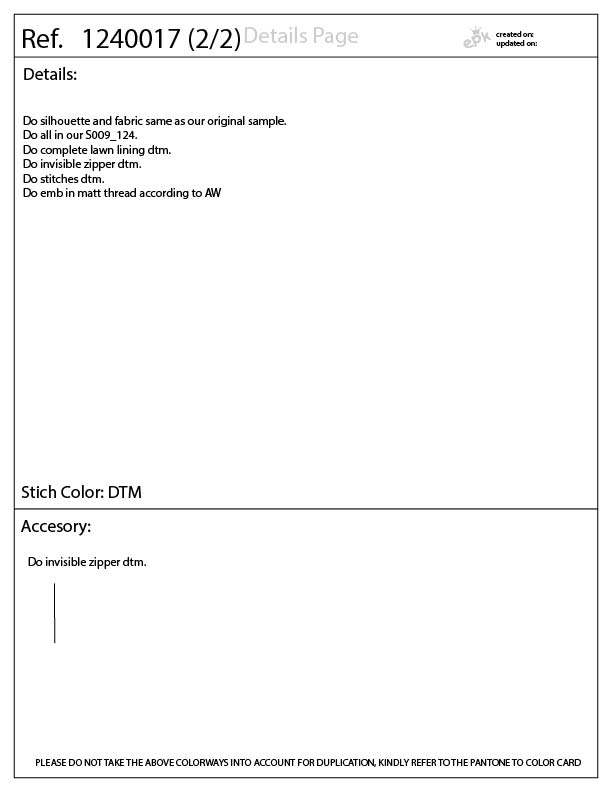 Ref. 1240017 (2/2) Details Page
epk
created on:
updated on:
Details:
Do silhouette and fabric same as our original sample.
Do all in our S009_124.
Do complete lawn lining dtm.
Do invisible zipper dtm.
Do stitches dtm.
Do emb in matt thread according to AW
Stich Color: DTM
Accesory:
Do invisible zipper dtm.
PLEASE DO NOT TAKE THE ABOVE COLORWAYS INTO ACCOUNT FOR DUPLICATION, KINDLY REFER TO THE PANTONE TO COLOR CARD